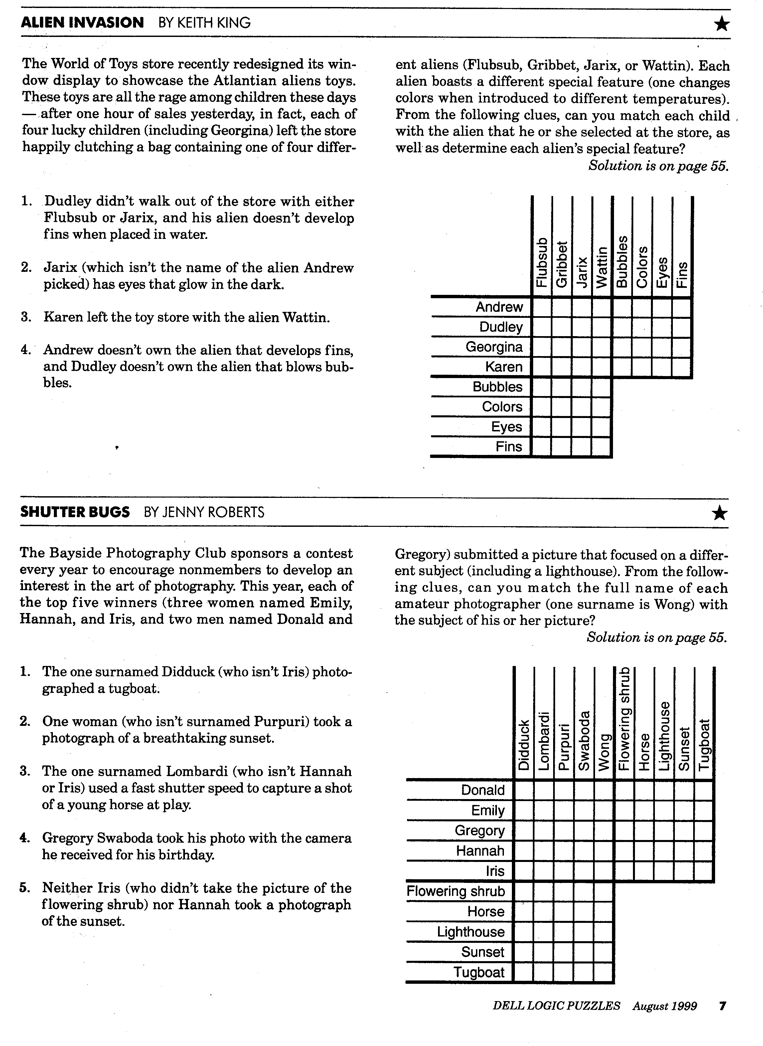 ALIEN INVASION BY KEITH KING
The World of Toys store recently redesigned its win-
dow display to showcase the Atlantian aliens toys.
These toys are all the rage among children these days
— after one hour of sales yesterday, in fact, each of
four lucky children (including Georgina) left the store
happily clutching a bag containing one of four differ-
ent aliens (Flubsub, Gribbet, Jarix, or Wattin). Each
alien boasts a different special feature (one changes
colors when introduced to different temperatures).
From the following clues, can you match each child
with the alien that he or she selected at the store, as
well as determine each alien's special feature?
Solution is on page 55.
1. Dudley didn't walk out of the store with either
Flubsub or Jarix, and his alien doesn't develop
fins when placed in water.
2. Jarix (which isn't the name of the alien Andrew
picked) has eyes that glow in the dark.
3. Karen left the toy store with the alien Wattin.
4. Andrew doesn't own the alien that develops fins,
and Dudley doesn't own the alien that blows bub-
bles.
Flubsub
Gribbet
Jarix
Wattin
Bubbles
Colors
Eyes
Fins
Andrew
Dudley
Georgina
Karen
Bubbles
Colors
Eyes
Fins
SHUTTER BUGS BY JENNY ROBERTS
The Bayside Photography Club sponsors a contest
every year to encourage nonmembers to develop an
interest in the art of photography. This year, each of
the top five winners (three women named Emily,
Hannah, and Iris, and two men named Donald and
Gregory) submitted a picture that focused on a differ-
ent subject (including a lighthouse). From the follow-
ing clues, can you match the full name of each
amateur photographer (one surname is Wong) with
the subject of his or her picture?
Solution is on page 55.
1. The one surnamed Didduck (who isn't Iris) photo-
graphed a tugboat.
2. One woman (who isn't surnamed Purpuri) took a
photograph of a breathtaking sunset.
3. The one surnamed Lombardi (who isn't Hannah
or Iris) used a fast shutter speed to capture a shot
of a young horse at play.
4. Gregory Swaboda took his photo with the camera
he received for his birthday.
5. Neither Iris (who didn't take the picture of the
flowering shrub) nor Hannah took a photograph
of the sunset.
Didduck
Lombardi
Purpuri
Swaboda
Wong
Flowering shrub
Horse
Lighthouse
Sunset
Tugboat
Donald
Emily
Gregory
Hannah
Iris
Flowering shrub
Horse
Lighthouse
Sunset
Tugboat
DELL LOGIC PUZZLES August 1999 7